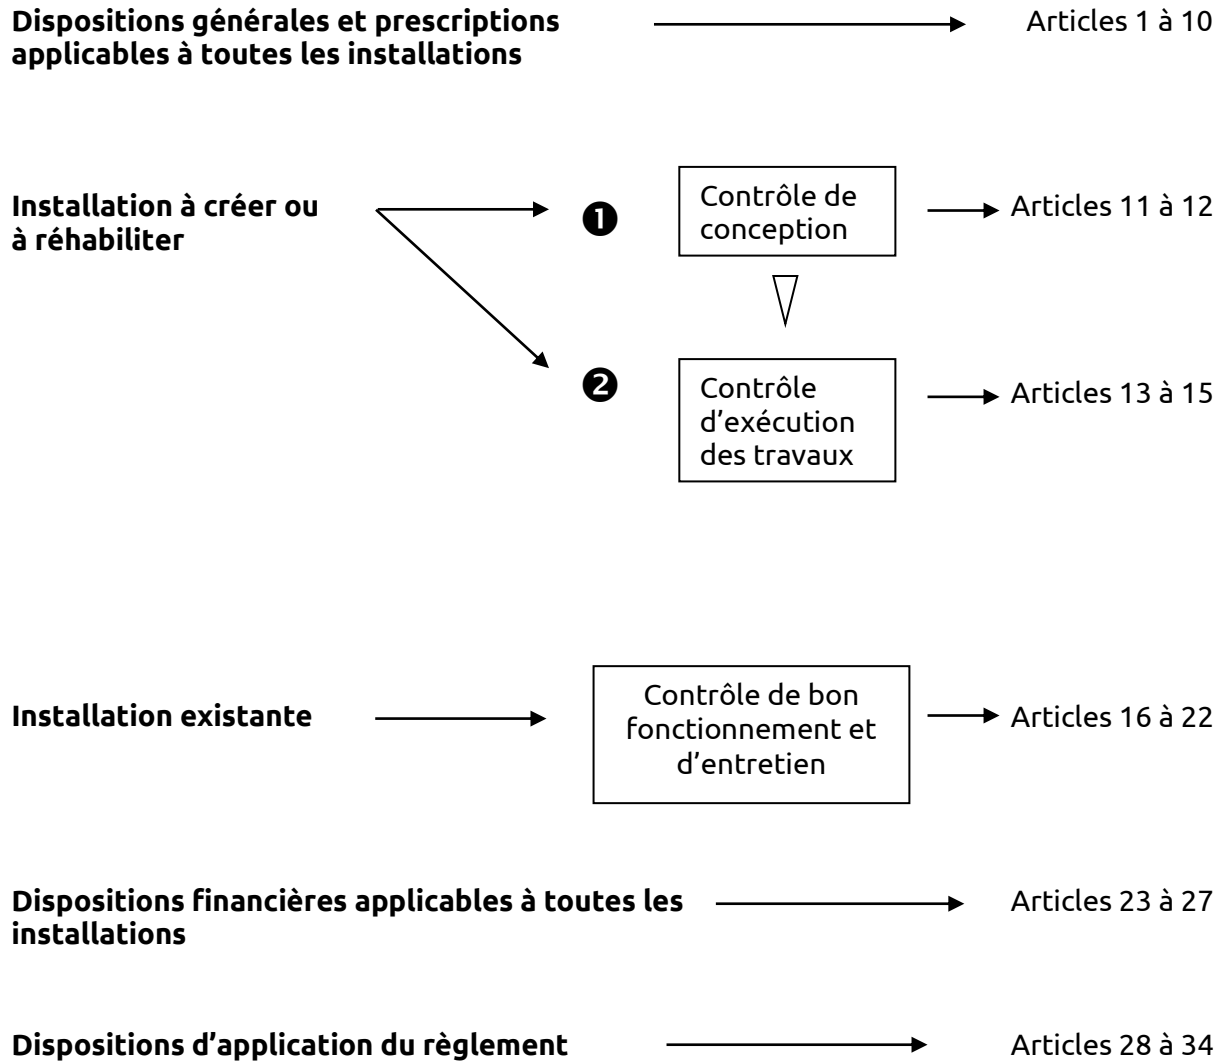 Dispositions générales et prescriptions
applicables à toutes les installations
Articles 1 à 10
Installation à créer ou
à réhabiliter
❶
Contrôle de
conception
Articles 11 à 12
❷
Contrôle
d’exécution
des travaux
Articles 13 à 15
Installation existante
Contrôle de bon
fonctionnement et
d’entretien
Articles 16 à 22
Dispositions financières applicables à toutes les
installations
Articles 23 à 27
Dispositions d’application du règlement
Articles 28 à 34